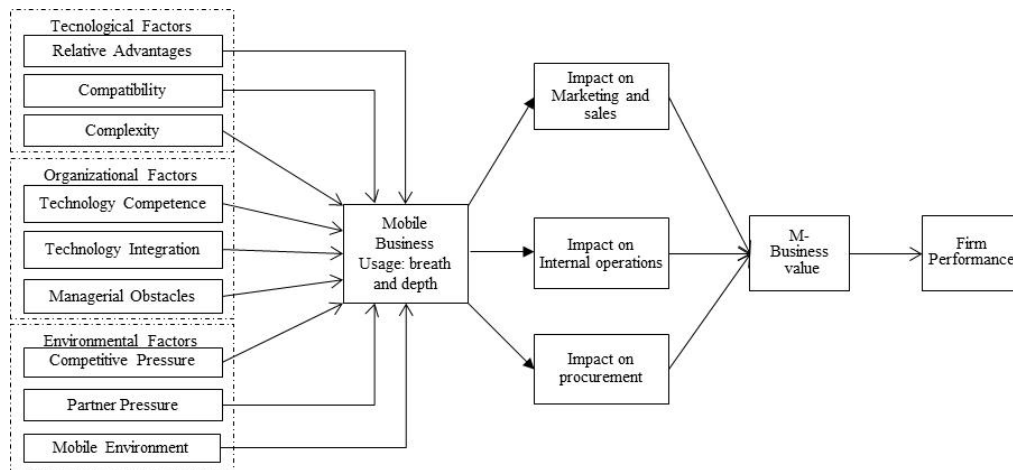 Tecnological Factors
Relative Advantages
Compatibility
Complexity
Organizational Factors
Technology Competence
Technology Integration
Managerial Obstacles
Environmental Factors
Competitive Pressure
Partner Pressure
Mobile Environment
Mobile
Business
Usage: breath
and depth
Impact on
Marketing and
sales
Impact on
Internal operations
Impact on
procurement
M-
Business
value
Firm
Performance